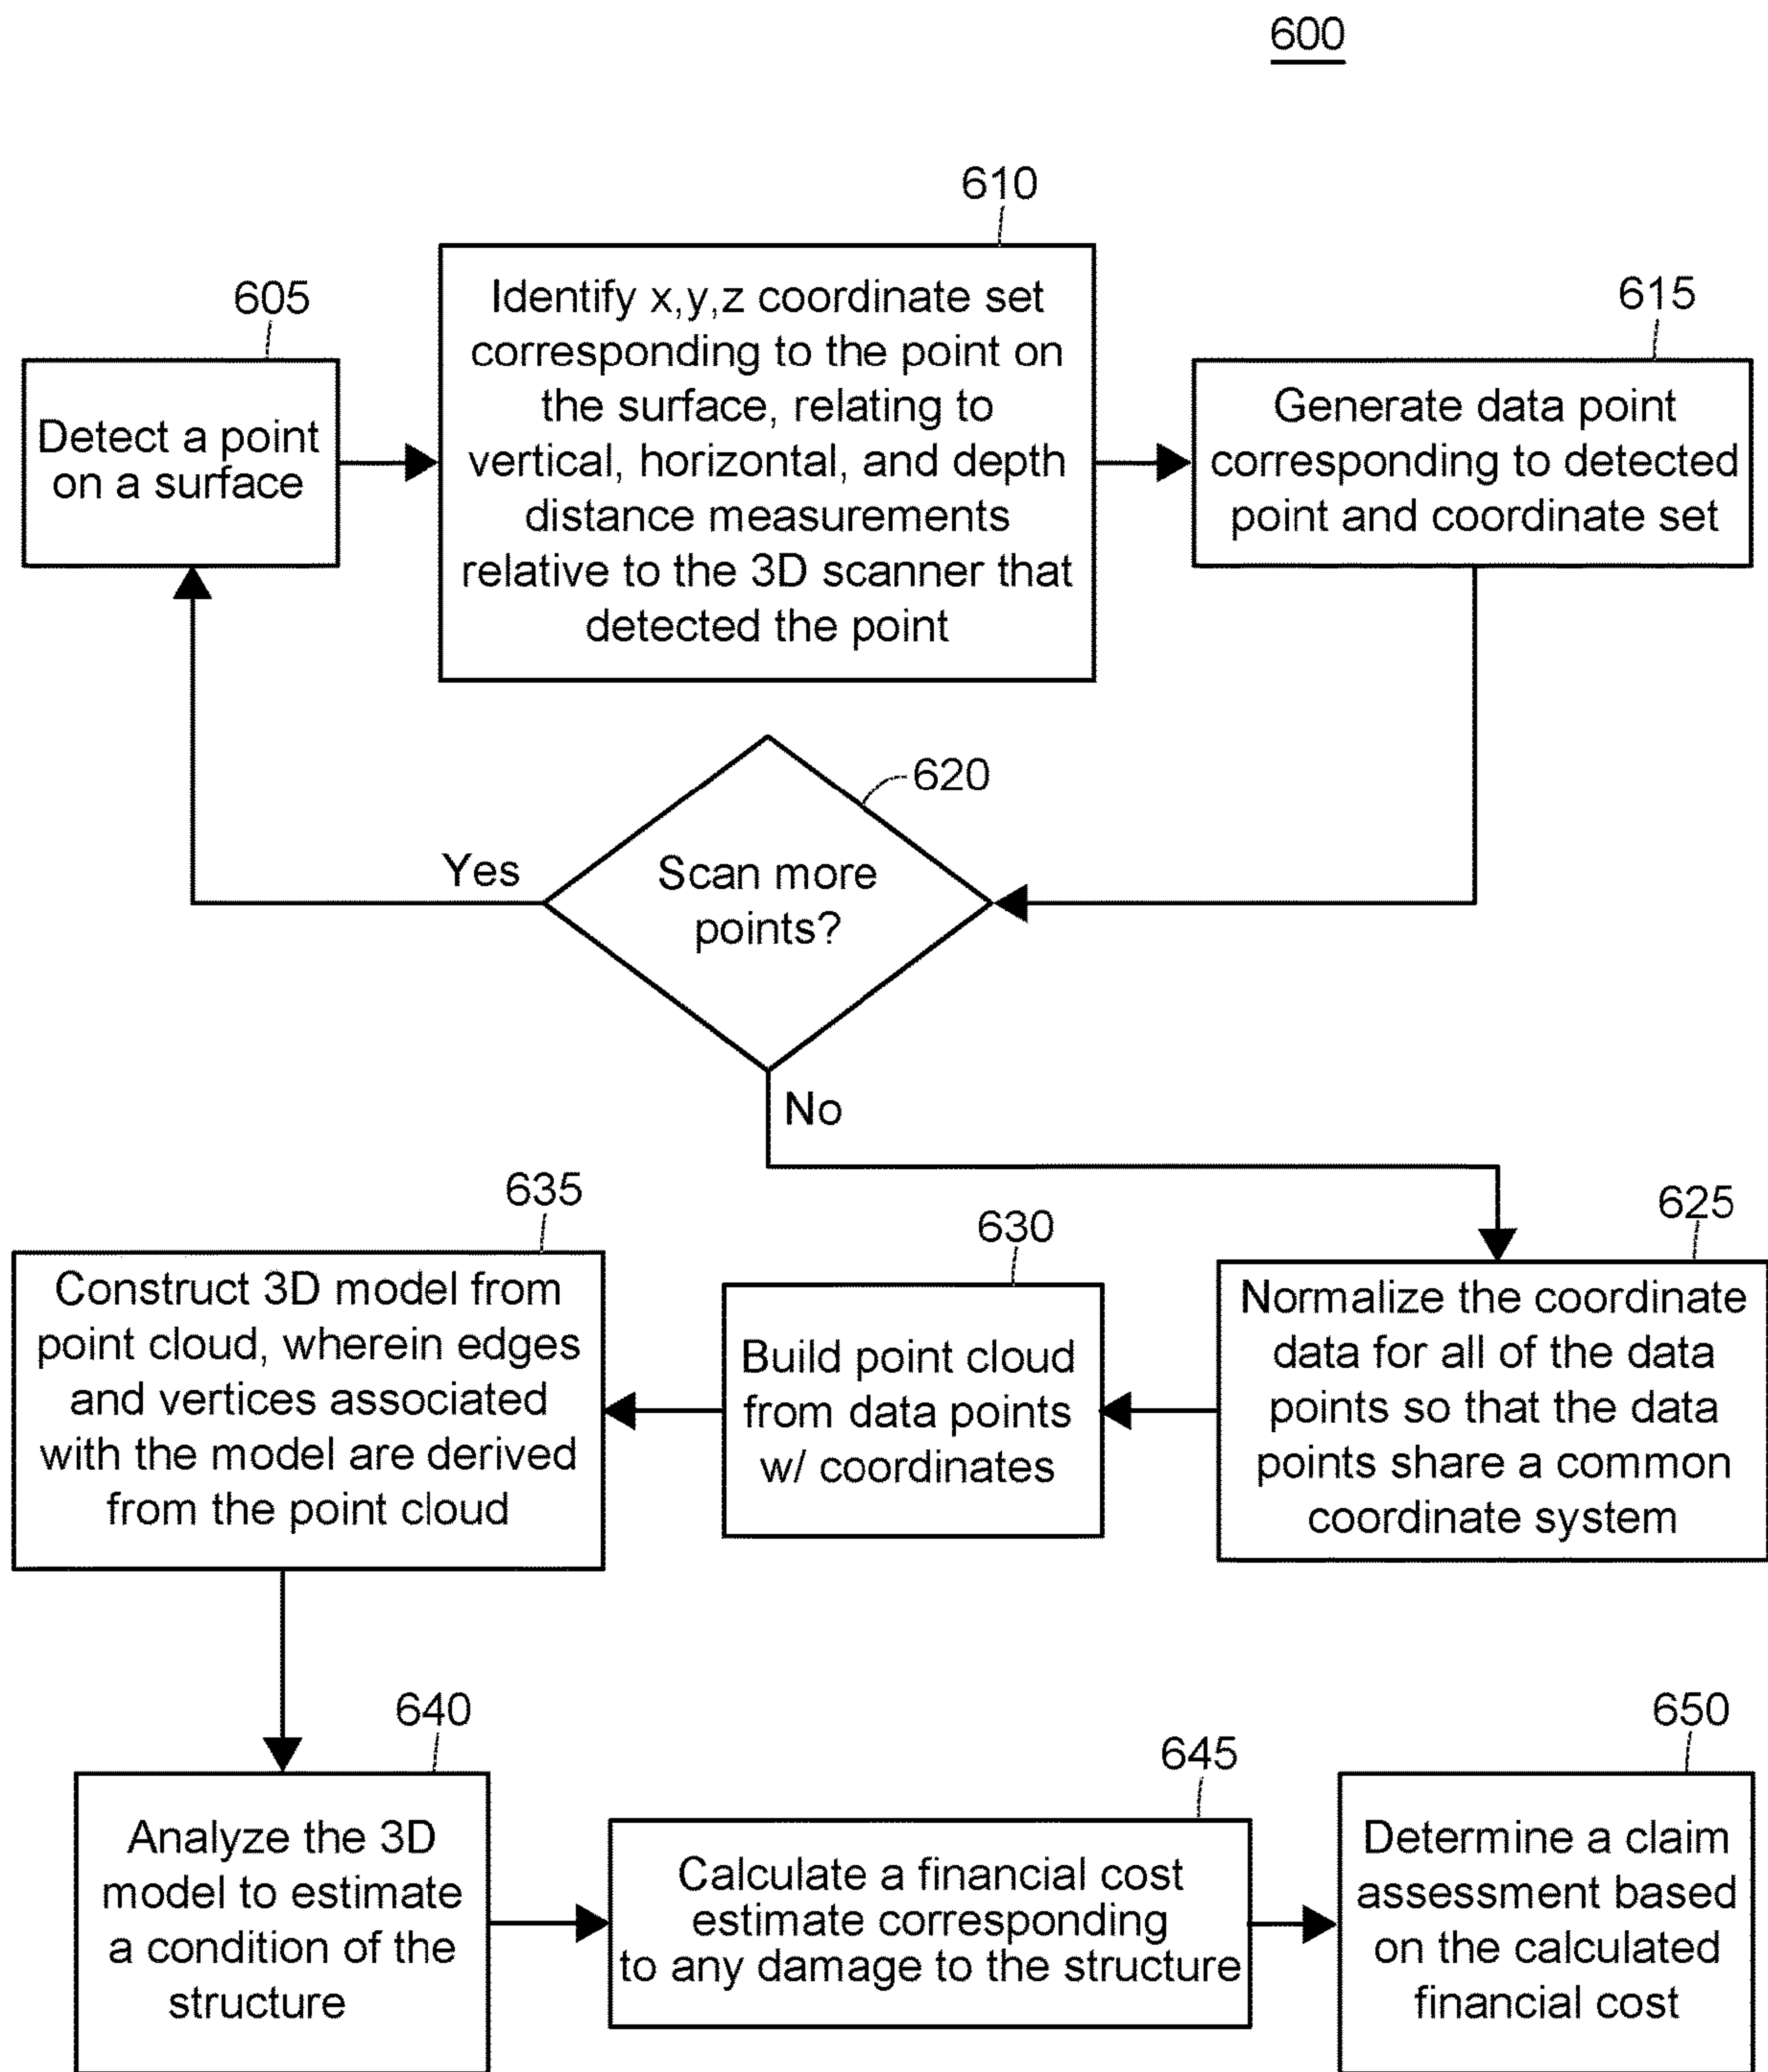 600
605
Detect a point
on a surface
610
Identify x,y,z coordinate set
corresponding to the point on
the surface, relating to
vertical, horizontal, and depth
distance measurements
relative to the 3D scanner that
detected the point
615
Generate data point
corresponding to detected
point and coordinate set
620
Scan more
points?
Yes
No
625
Normalize the coordinate
data for all of the data
points so that the data
points share a common
coordinate system
630
Build point cloud
from data points
w/ coordinates
635
Construct 3D model from
point cloud, wherein edges
and vertices associated
with the model are derived
from the point cloud
640
Analyze the 3D
model to estimate
a condition of the
structure
645
Calculate a financial cost
estimate corresponding
to any damage to the structure
650
Determine a claim
assessment based
on the calculated
financial cost